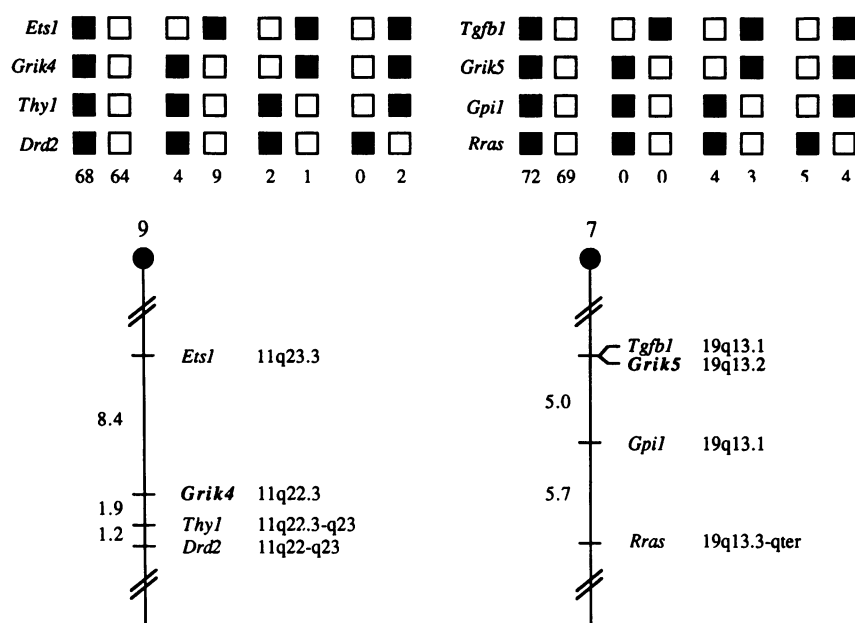 Ets1
Grik4
Thy1
Drd2
68 64 4 9 2 1 0 2
Tgfb1
Grik5
Gpi1
Rras
72 69 0 0 4 3 5 4
9
Ets1 11q23.3
8.4
Grik4 11q22.3
1.9
Thy1 11q22.3-q23
1.2
Drd2 11q22-q23
7
Tgfb1 19q13.1
Grik5 19q13.2
5.0
Gpi1 19q13.1
5.7
Rras 19q13.3-qter